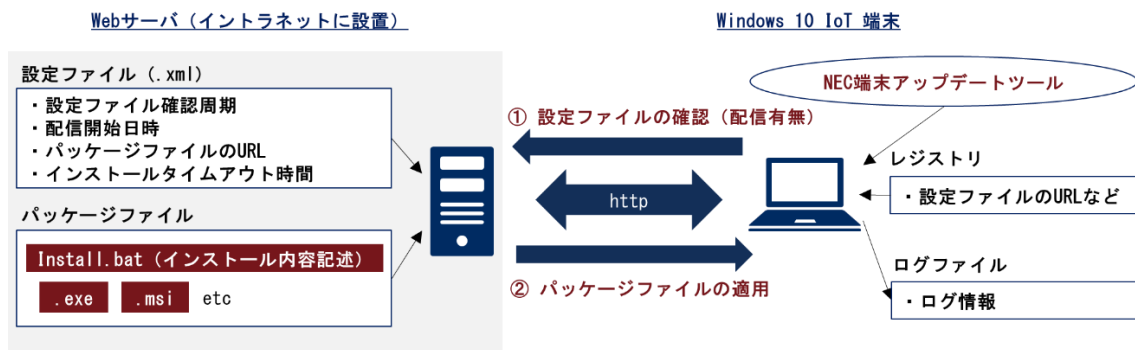 Webサーバ（イントラネットに設置）
設定ファイル（.xml）
・設定ファイル確認周期
・配信開始日時
・パッケージファイルのURL
・インストールタイムアウト時間
パッケージファイル
Install.bat（インストール内容記述）
.exe
.msi
etc
① 設定ファイルの確認（配信有無）
http
② パッケージファイルの適用
Windows 10 IoT 端末
NEC端末アップデートツール
レジストリ
・設定ファイルのURLなど
ログファイル
・ログ情報